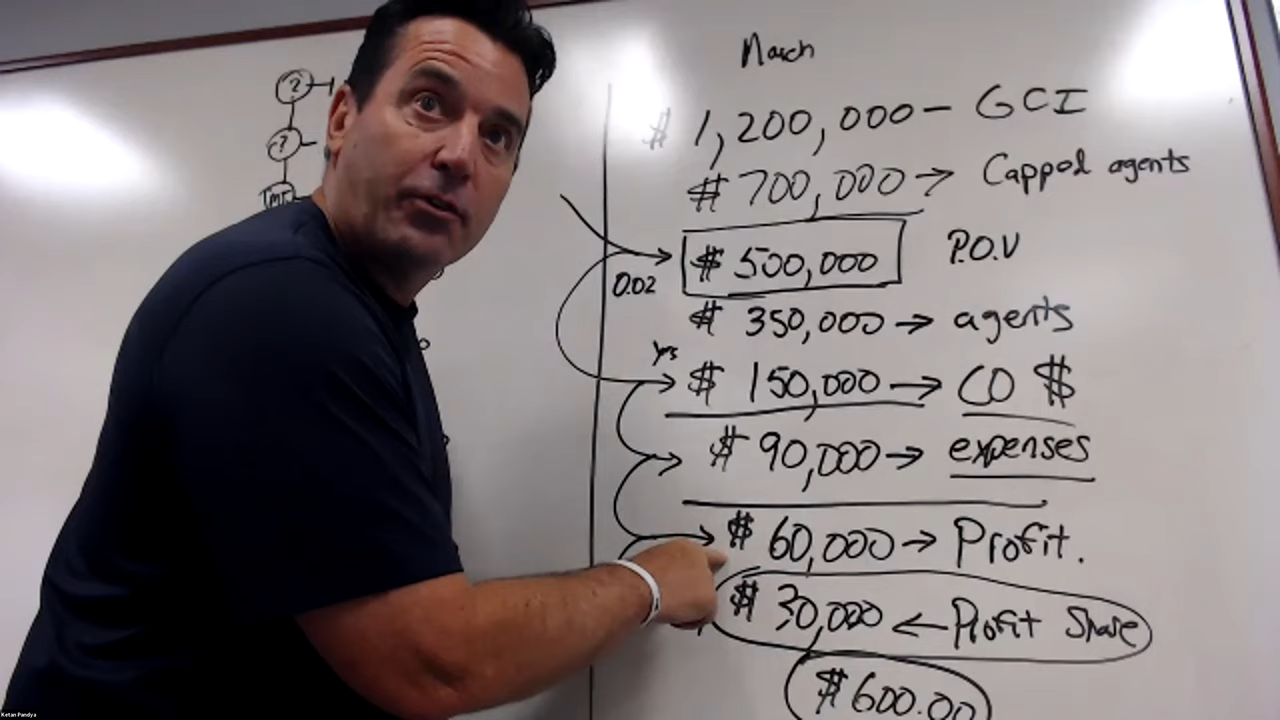 March
$ 1,200,000 - GCI
$ 700,000 → Capped agents
$ 500,000 P.O.V
0.02
$ 350,000 → agents
yes
$ 150,000 → CO $
$ 90,000 → expenses
$ 60,000 → Profit.
$ 30,000 ← Profit Share
$600.00
?
?
Ketan Pandya